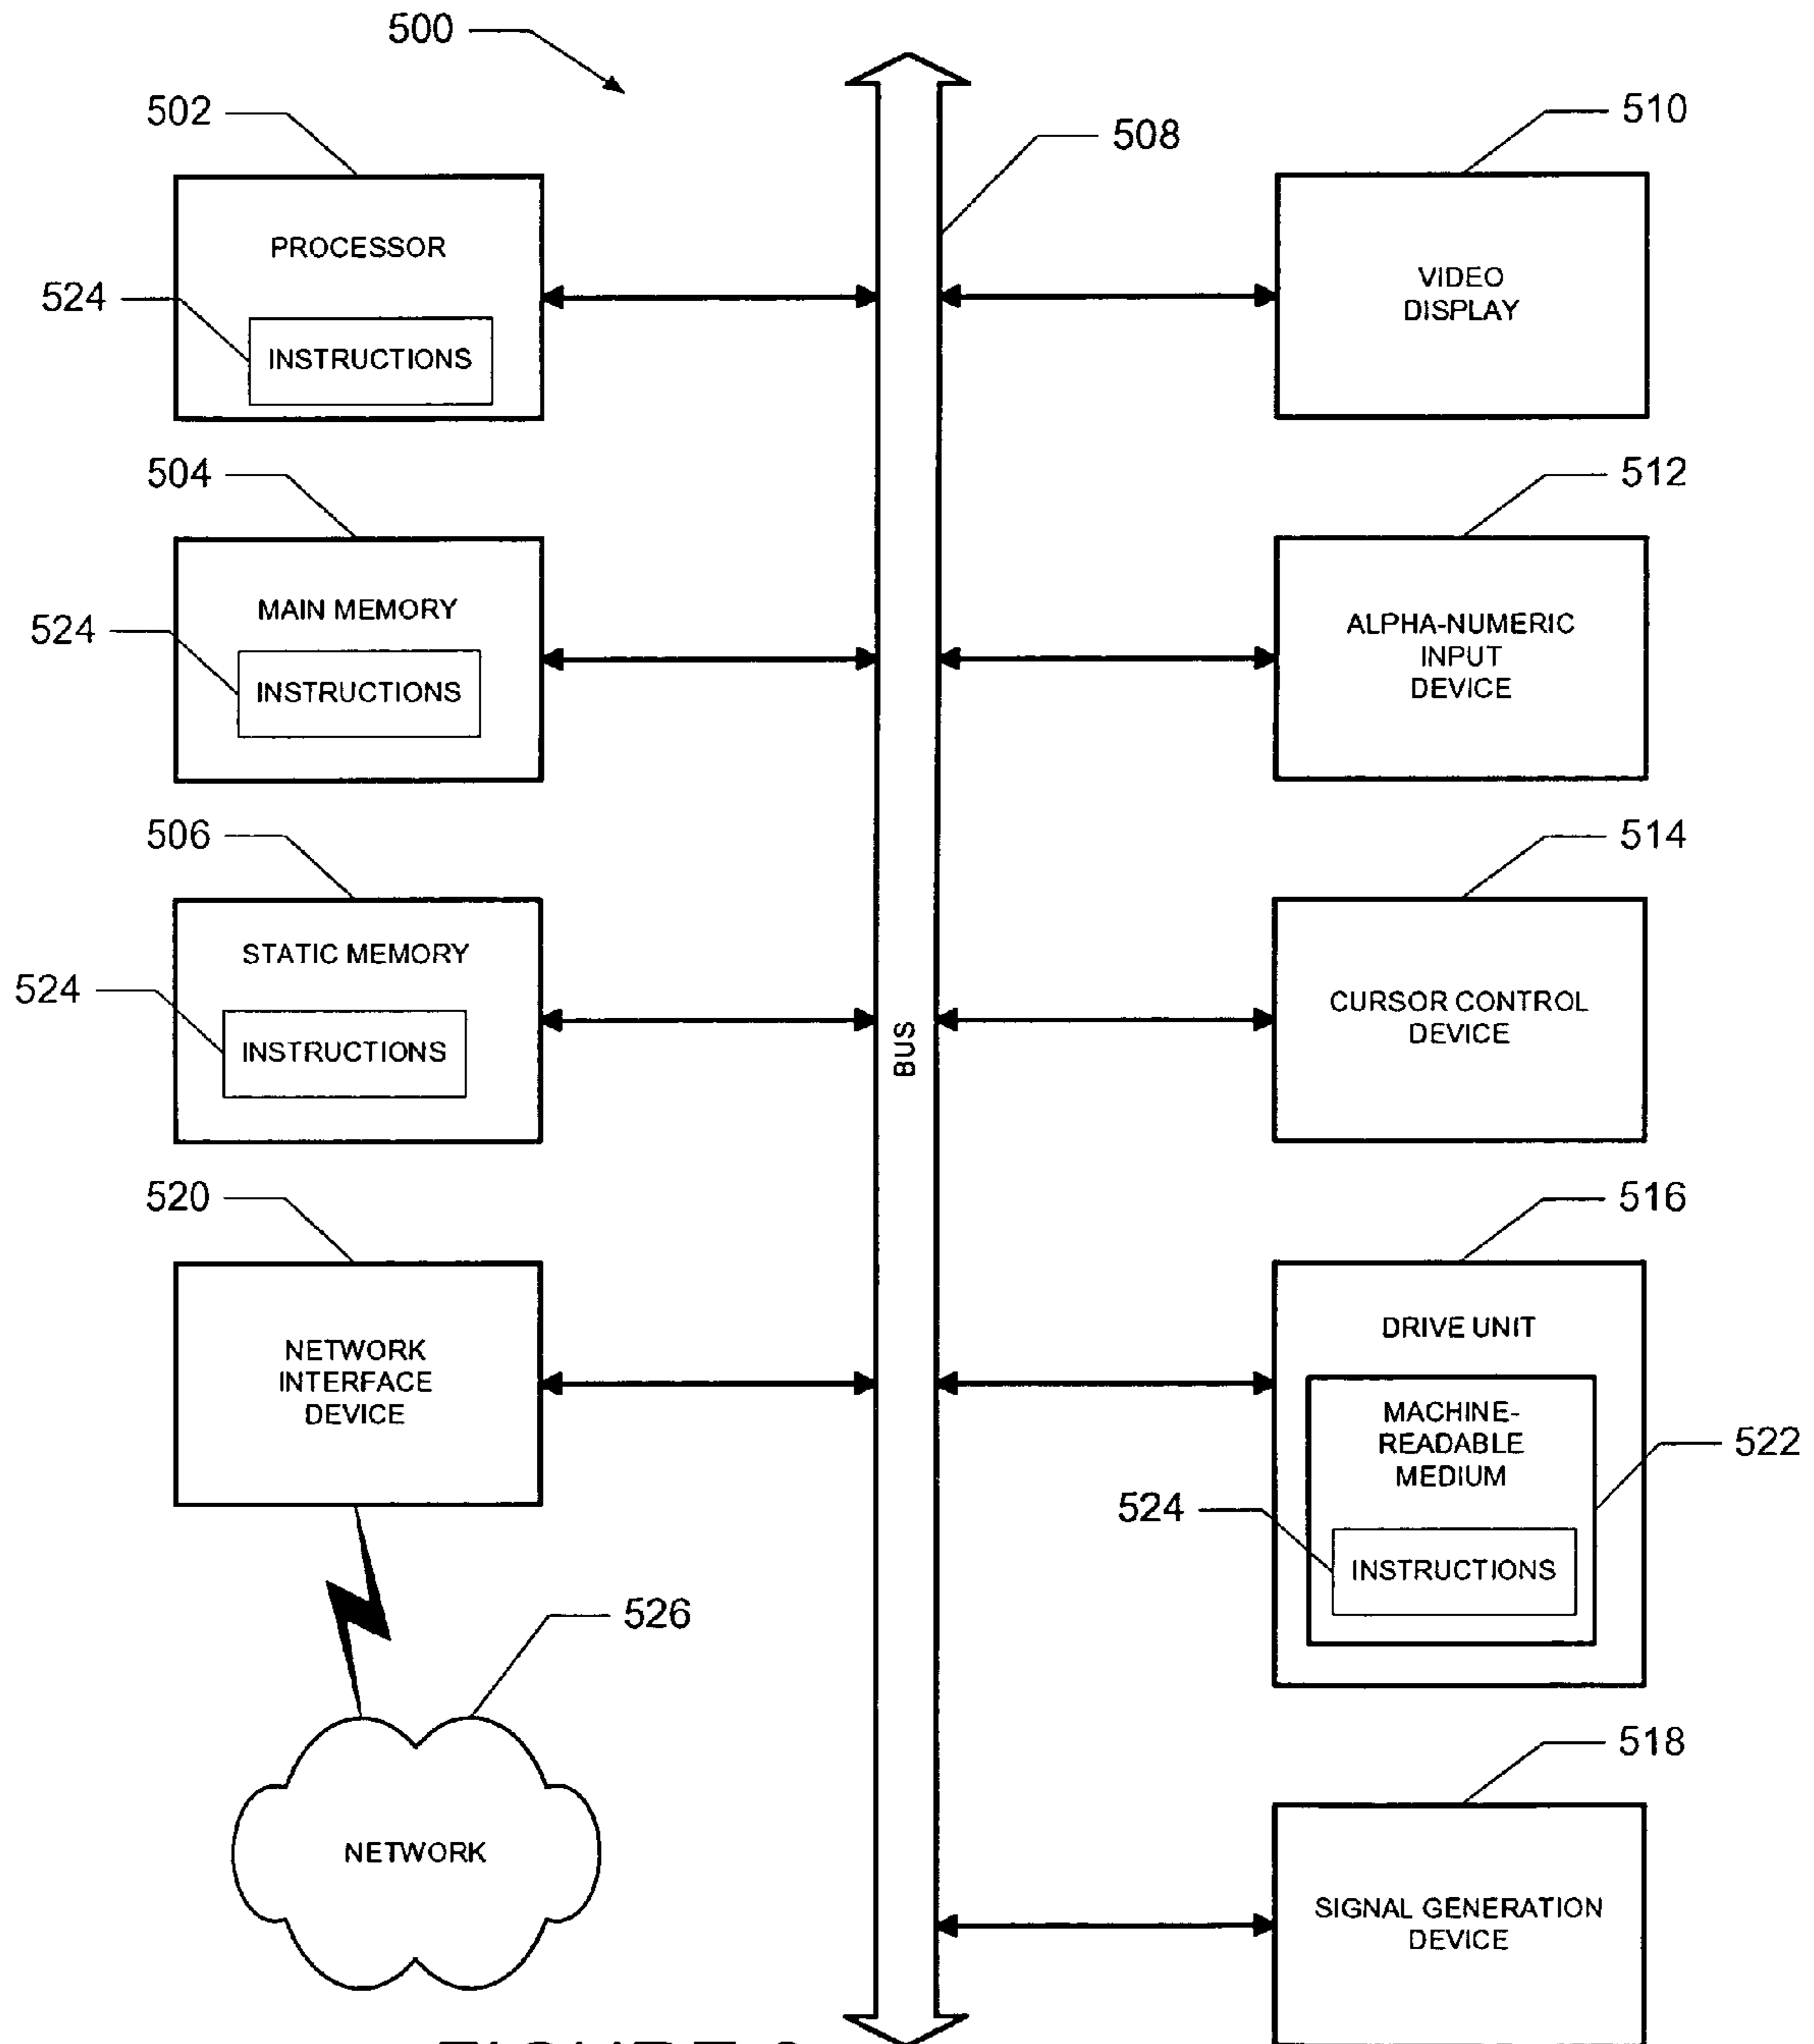 500
502
508
510
PROCESSOR
524
INSTRUCTIONS
VIDEO
DISPLAY
504
512
MAIN MEMORY
524
INSTRUCTIONS
ALPHA-NUMERIC
INPUT
DEVICE
506
514
STATIC MEMORY
524
INSTRUCTIONS
BUS
CURSOR CONTROL
DEVICE
520
516
NETWORK
INTERFACE
DEVICE
DRIVE UNIT
MACHINE-
READABLE
MEDIUM
522
524
INSTRUCTIONS
526
NETWORK
518
SIGNAL GENERATION
DEVICE